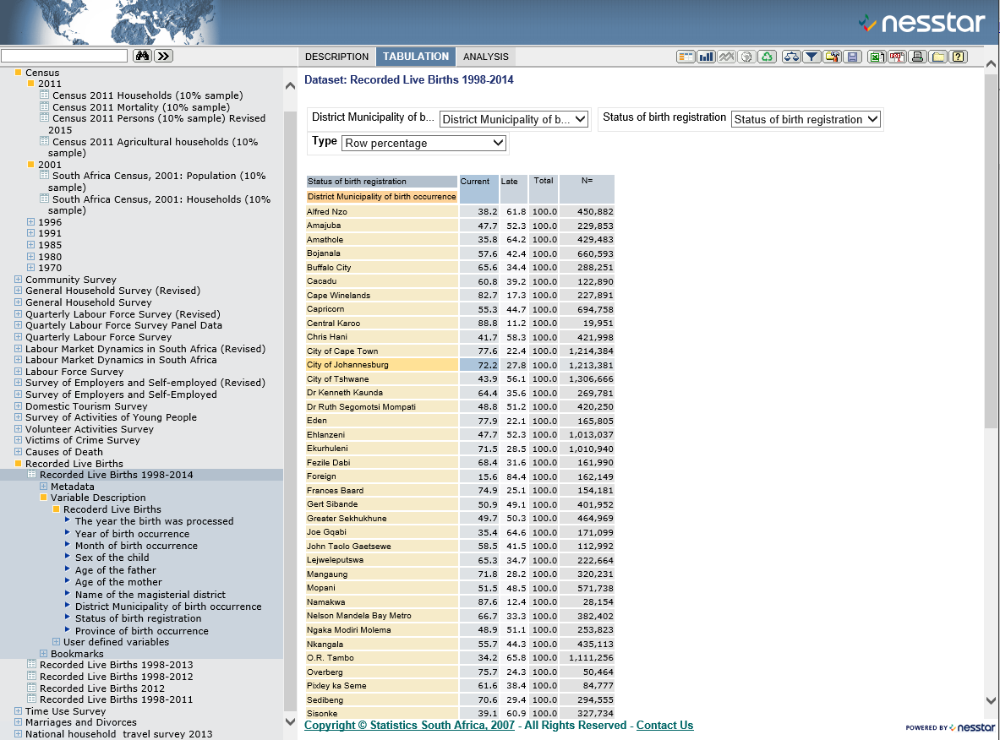 nesstar
DESCRIPTION TABULATION ANALYSIS
Census
2011
Census 2011 Households (10% sample)
Census 2011 Mortality (10% sample)
Census 2011 Persons (10% sample) Revised
2015
Census 2011 Agricultural households (10%
sample)
2001
South Africa Census, 2001: Population (10%
sample)
South Africa Census, 2001: Households (10%
sample)
1996
1991
1985
1980
1970
Community Survey
General Household Survey (Revised)
General Household Survey
Quarterly Labour Force Survey (Revised)
Quartely Labour Force Survey Panel Data
Quarterly Labour Force Survey
Labour Market Dynamics in South Africa (Revised)
Labour Market Dynamics in South Africa
Labour Force Survey
Survey of Employers and Self-employed (Revised)
Survey of Employers and Self-Employed
Domestic Tourism Survey
Survey of Activities of Young People
Volunteer Activities Survey
Victims of Crime Survey
Causes of Death
Recorded Live Births
Recorded Live Births 1998-2014
Metadata
Variable Description
Recoderd Live Births
The year the birth was processed
Year of birth occurrence
Month of birth occurrence
Sex of the child
Age of the father
Age of the mother
Name of the magisterial district
District Municipality of birth occurrence
Status of birth registration
Province of birth occurrence
User defined variables
Bookmarks
Recorded Live Births 1998-2013
Recorded Live Births 1998-2012
Recorded Live Births 2012
Recorded Live Births 1998-2011
Time Use Survey
Marriages and Divorces
National household travel survey 2013
Dataset: Recorded Live Births 1998-2014
District Municipality of b... District Municipality of b... Status of birth registration Status of birth registration
Type Row percentage
Status of birth registration Current Late Total N=
District Municipality of birth occurrence
Alfred Nzo 38.2 61.8 100.0 450,882
Amajuba 47.7 52.3 100.0 229,853
Amathole 35.8 64.2 100.0 429,483
Bojanala 57.6 42.4 100.0 660,593
Buffalo City 65.6 34.4 100.0 288,251
Cacadu 60.8 39.2 100.0 122,890
Cape Winelands 82.7 17.3 100.0 227,891
Capricorn 55.3 44.7 100.0 694,758
Central Karoo 88.8 11.2 100.0 19,951
Chris Hani 41.7 58.3 100.0 421,998
City of Cape Town 77.6 22.4 100.0 1,214,384
City of Johannesburg 72.2 27.8 100.0 1,213,381
City of Tshwane 43.9 56.1 100.0 1,306,666
Dr Kenneth Kaunda 64.4 35.6 100.0 269,781
Dr Ruth Segomotsi Mompati 48.8 51.2 100.0 420,250
Eden 77.9 22.1 100.0 165,805
Ehlanzeni 47.7 52.3 100.0 1,013,037
Ekurhuleni 71.5 28.5 100.0 1,010,940
Fezile Dabi 68.4 31.6 100.0 161,990
Foreign 15.6 84.4 100.0 162,149
Frances Baard 74.9 25.1 100.0 154,181
Gert Sibande 50.9 49.1 100.0 401,952
Greater Sekhukhune 49.7 50.3 100.0 464,969
Joe Gqabi 35.4 64.6 100.0 171,099
John Taolo Gaetsewe 58.5 41.5 100.0 112,992
Lejweleputswa 65.3 34.7 100.0 222,664
Mangaung 71.8 28.2 100.0 320,231
Mopani 51.5 48.5 100.0 571,738
Namakwa 87.6 12.4 100.0 28,154
Nelson Mandela Bay Metro 66.7 33.3 100.0 382,402
Ngaka Modiri Molema 48.9 51.1 100.0 253,823
Nkangala 55.7 44.3 100.0 435,113
O.R. Tambo 34.2 65.8 100.0 1,111,256
Overberg 75.7 24.3 100.0 50,464
Pixley ka Seme 61.6 38.4 100.0 84,777
Sedibeng 70.6 29.4 100.0 294,555
Sisonke 39.1 60.9 100.0 327,734
Copyright © Statistics South Africa, 2007 - All Rights Reserved - Contact Us
POWERED BY nesstar